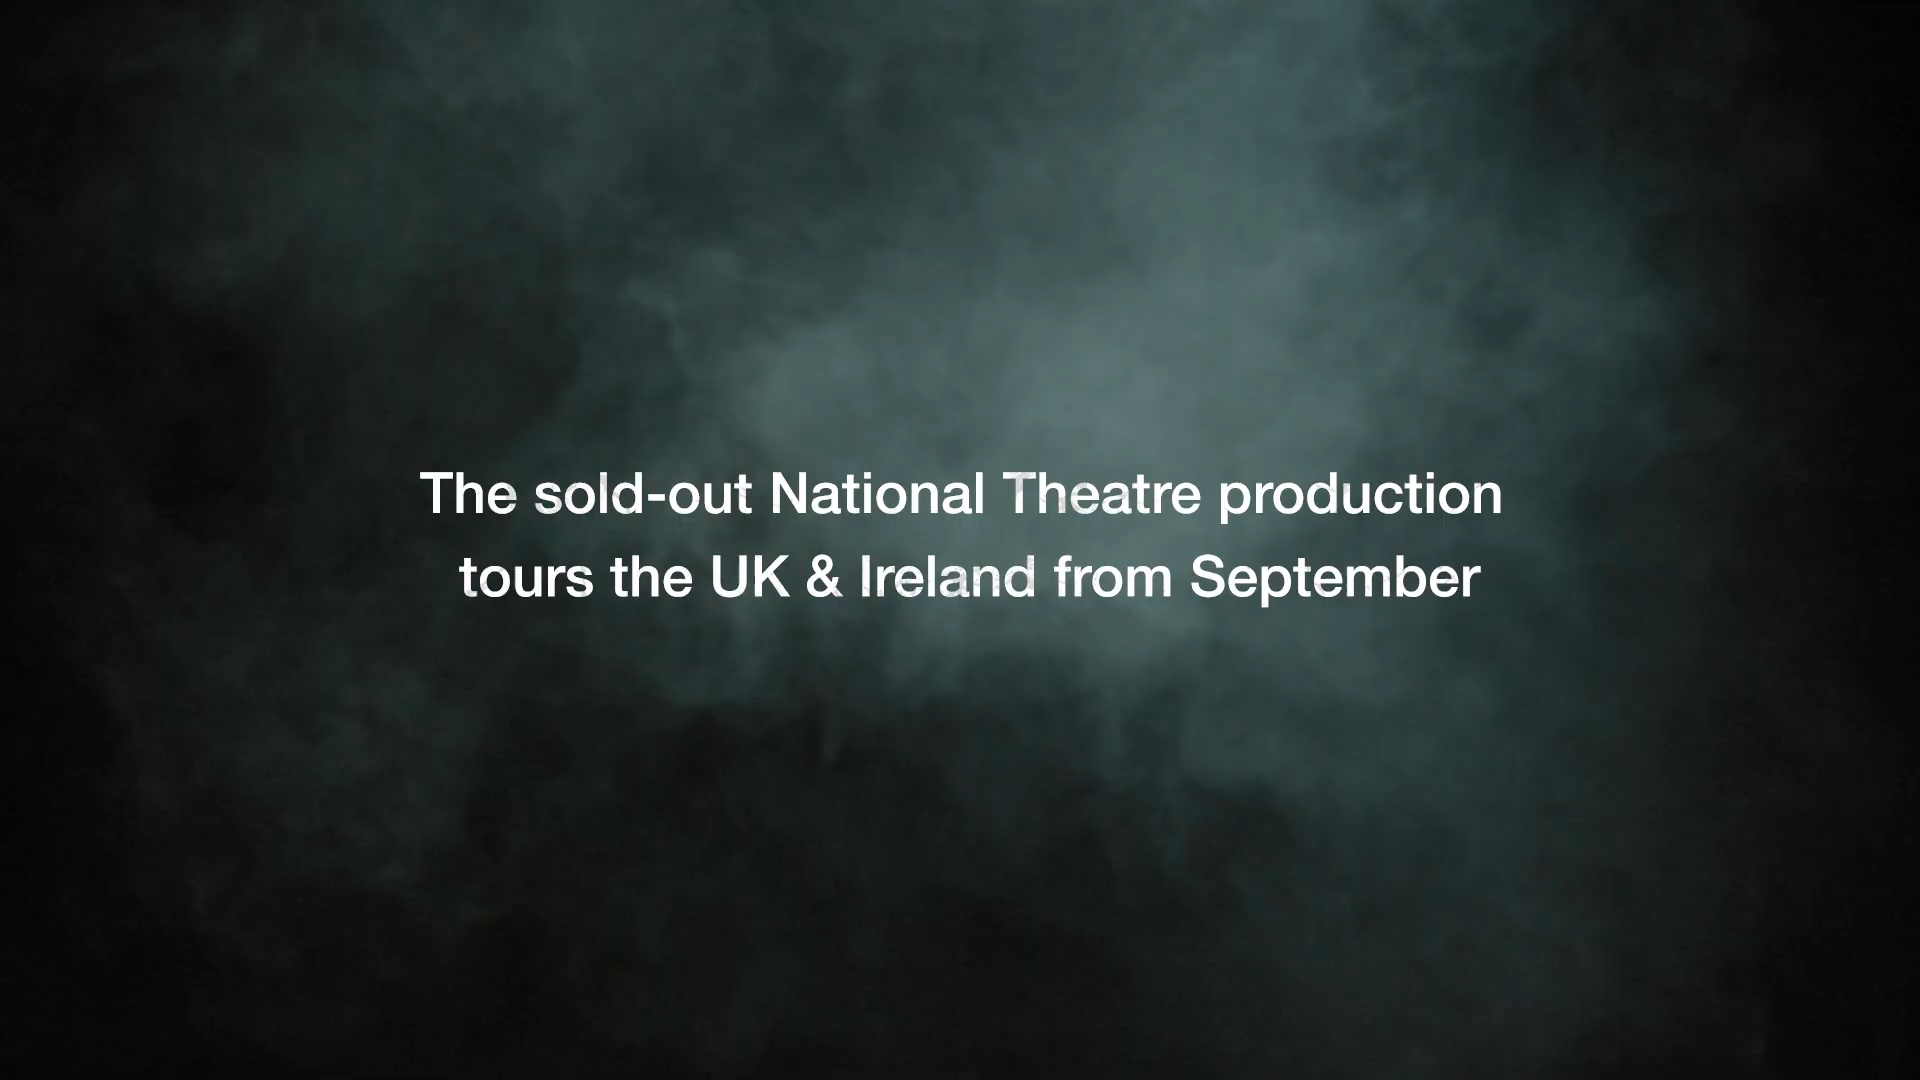 The sold-out National Theatre production
tours the UK & Ireland from September